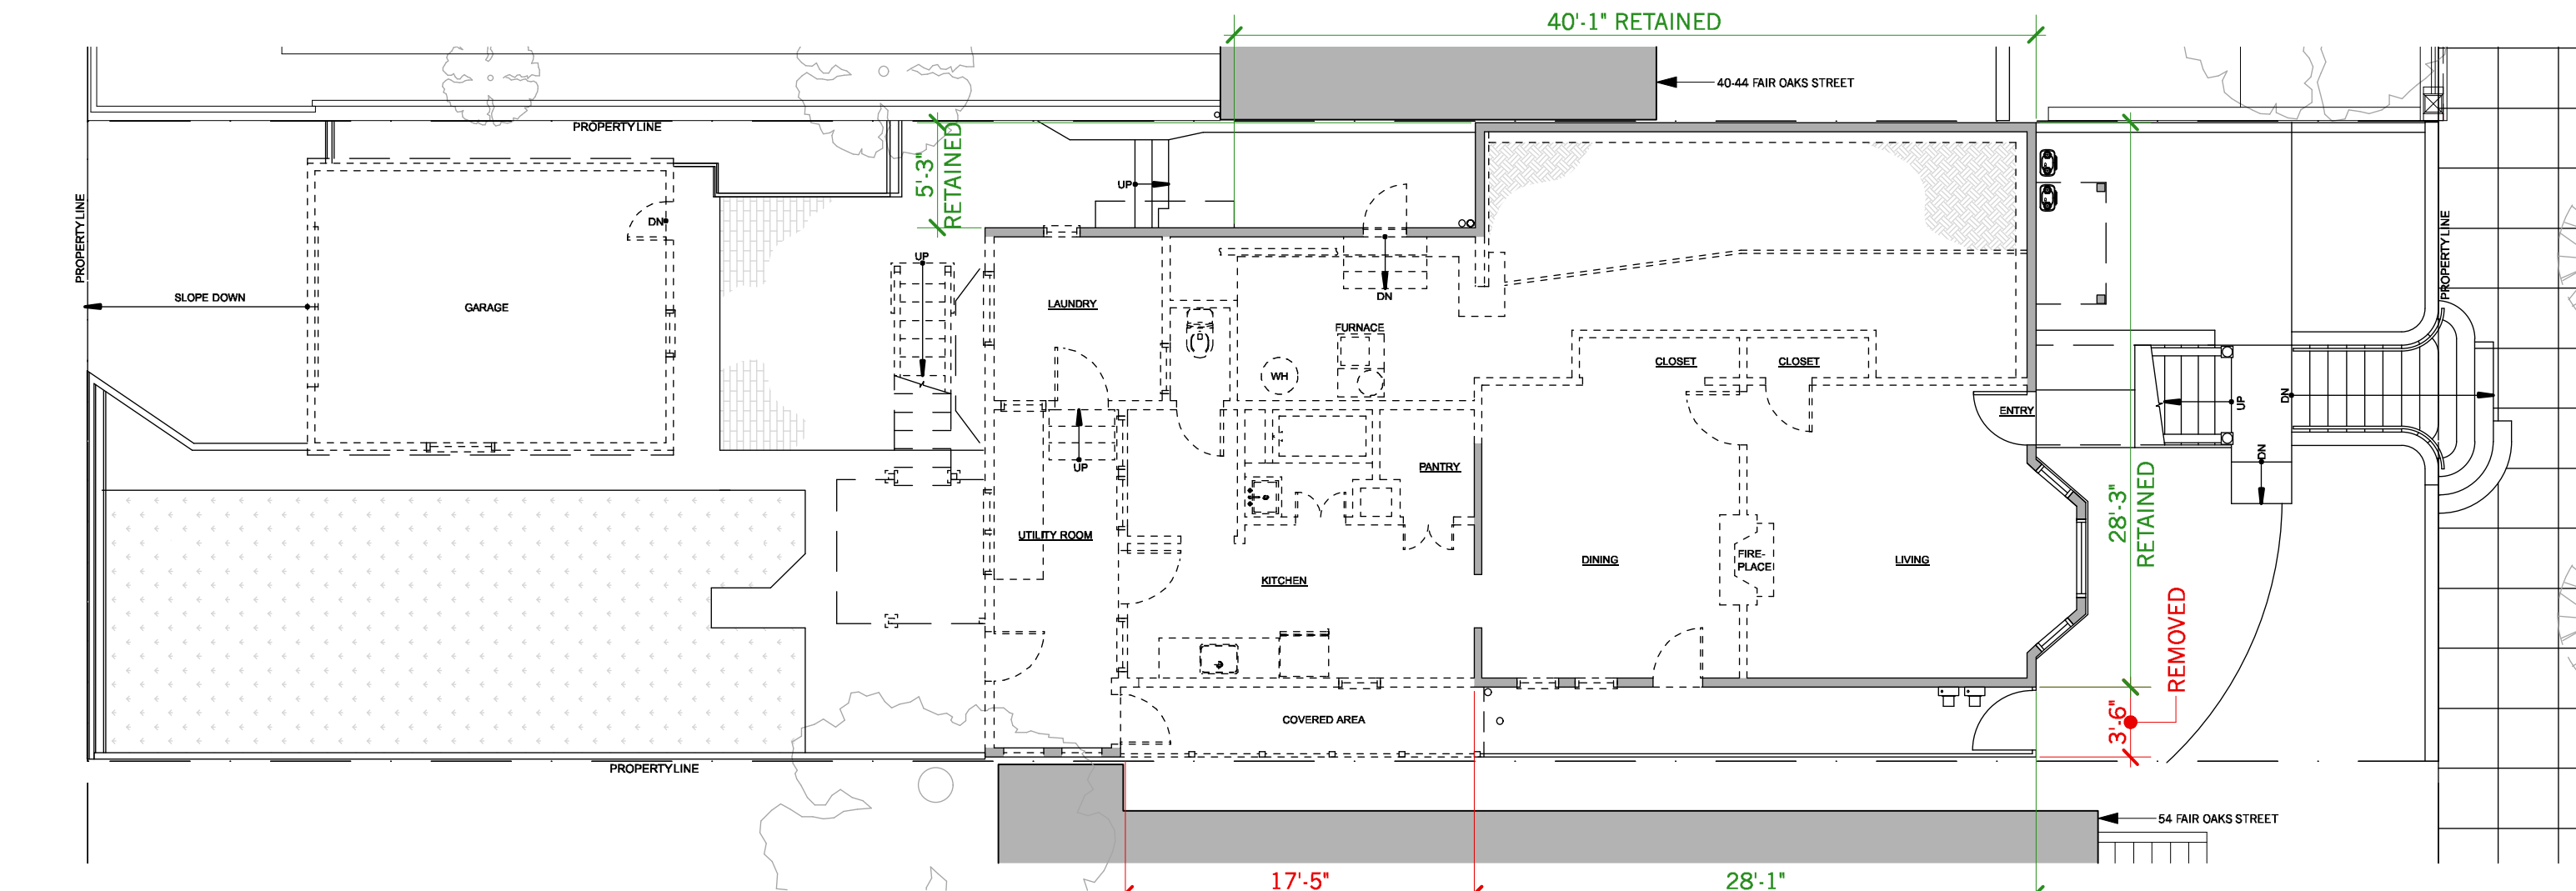 40'-1" RETAINED
40-44 FAIR OAKS STREET
PROPERTY LINE
5'-3"
RETAINED
UP
DN
PROPERTY LINE
PROPERTY LINE
UP
SLOPE DOWN
GARAGE
LAUNDRY
DN
FURNACE
WH
CLOSET
CLOSET
ENTRY
UP
DN
DN
UP
PANTRY
28'-3"
RETAINED
UTILITY ROOM
KITCHEN
DINING
FIRE-
PLACE
LIVING
REMOVED
3'-6"
COVERED AREA
PROPERTY LINE
54 FAIR OAKS STREET
17'-5"
28'-1"